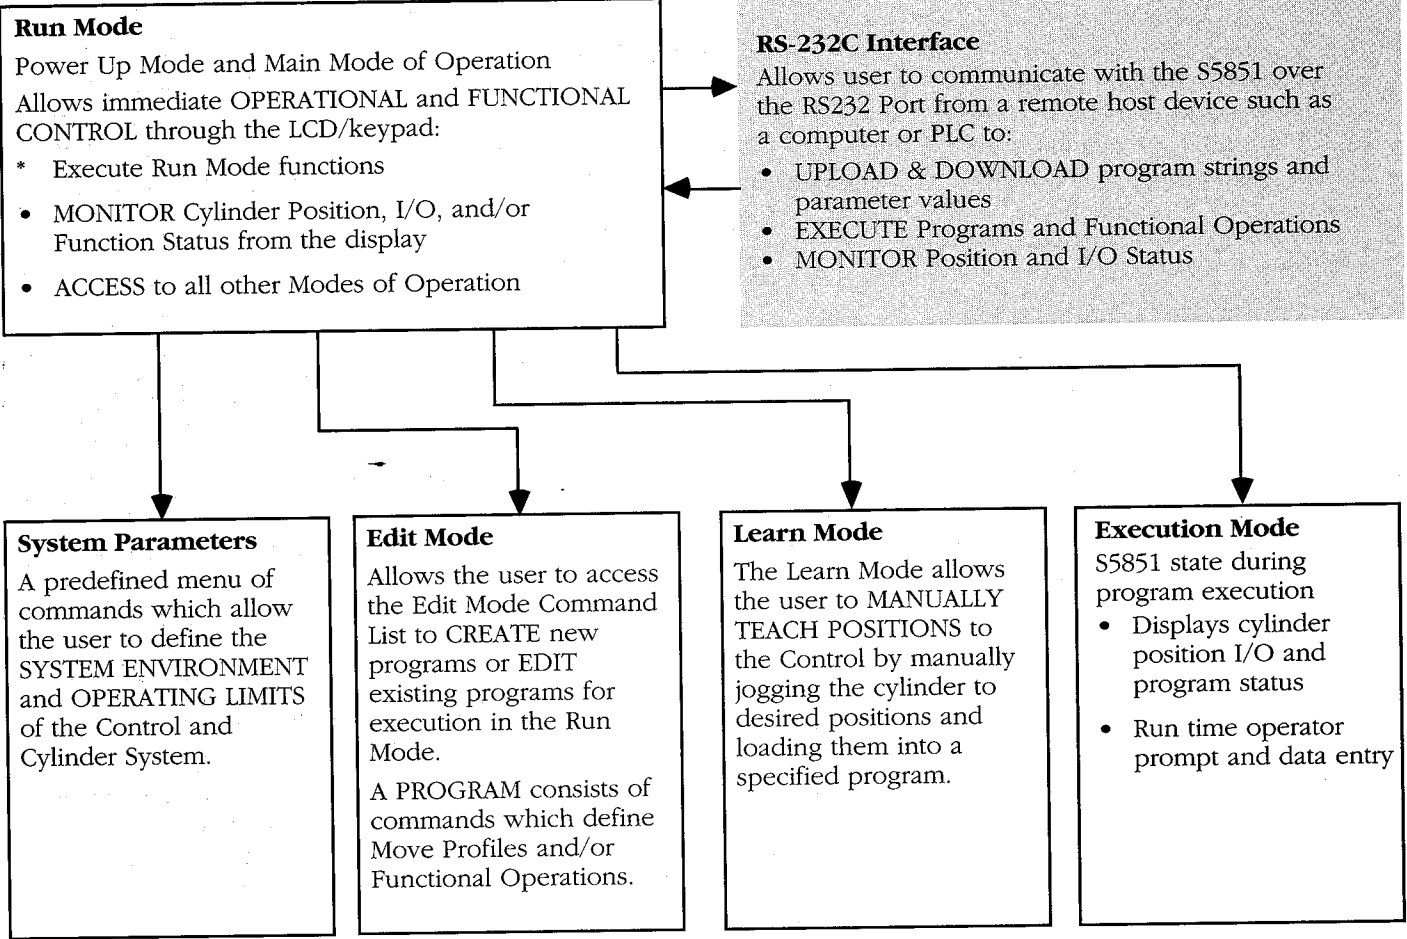 Run Mode
Power Up Mode and Main Mode of Operation
Allows immediate OPERATIONAL and FUNCTIONAL
CONTROL through the LCD/keypad:
* Execute Run Mode functions
• MONITOR Cylinder Position, I/O, and/or
Function Status from the display
• ACCESS to all other Modes of Operation
RS-232C Interface
Allows user to communicate with the S5851 over
the RS232 Port from a remote host device such as
a computer or PLC to:
• UPLOAD & DOWNLOAD program strings and
parameter values
• EXECUTE Programs and Functional Operations
• MONITOR Position and I/O Status
System Parameters
A predefined menu of
commands which allow
the user to define the
SYSTEM ENVIRONMENT
and OPERATING LIMITS
of the Control and
Cylinder System.
Edit Mode
Allows the user to access
the Edit Mode Command
List to CREATE new
programs or EDIT
existing programs for
execution in the Run
Mode.
A PROGRAM consists of
commands which define
Move Profiles and/or
Functional Operations.
Learn Mode
The Learn Mode allows
the user to MANUALLY
TEACH POSITIONS to
the Control by manually
jogging the cylinder to
desired positions and
loading them into a
specified program.
Execution Mode
S5851 state during
program execution
• Displays cylinder
position I/O and
program status
• Run time operator
prompt and data entry